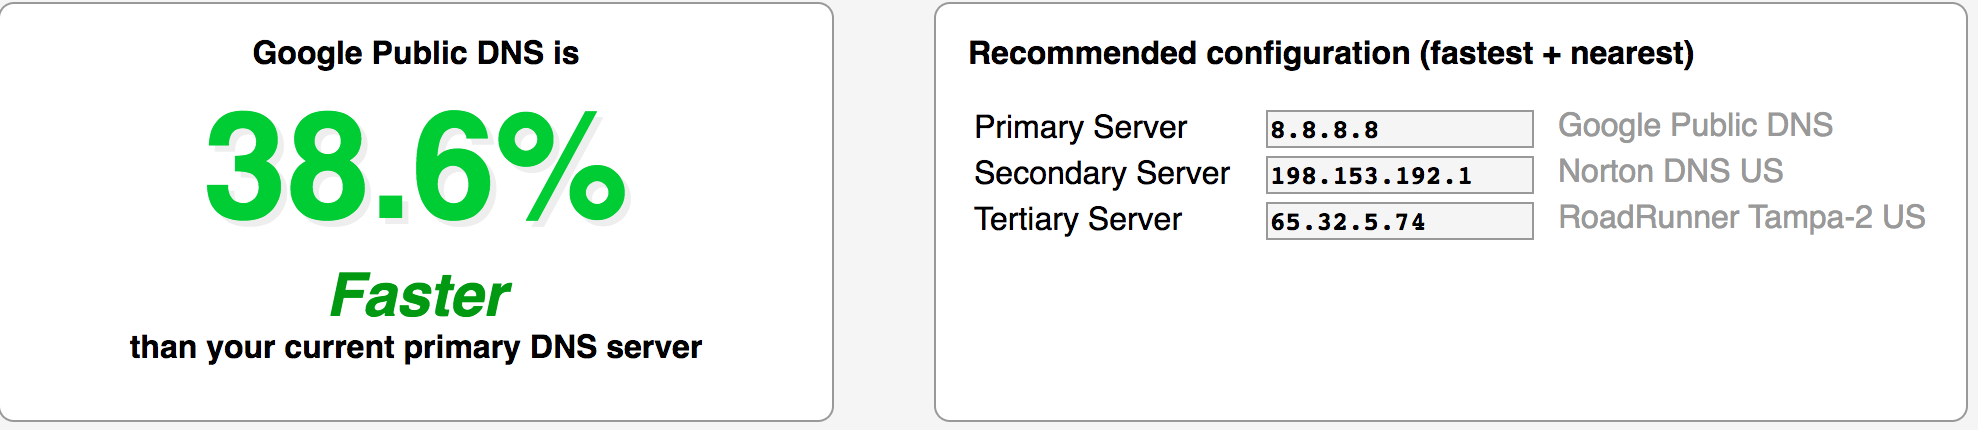 Google Public DNS is
38.6%
Faster
than your current primary DNS server
Recommended configuration (fastest + nearest)
Primary Server 8.8.8.8 Google Public DNS
Secondary Server 198.153.192.1 Norton DNS US
Tertiary Server 65.32.5.74 RoadRunner Tampa-2 US